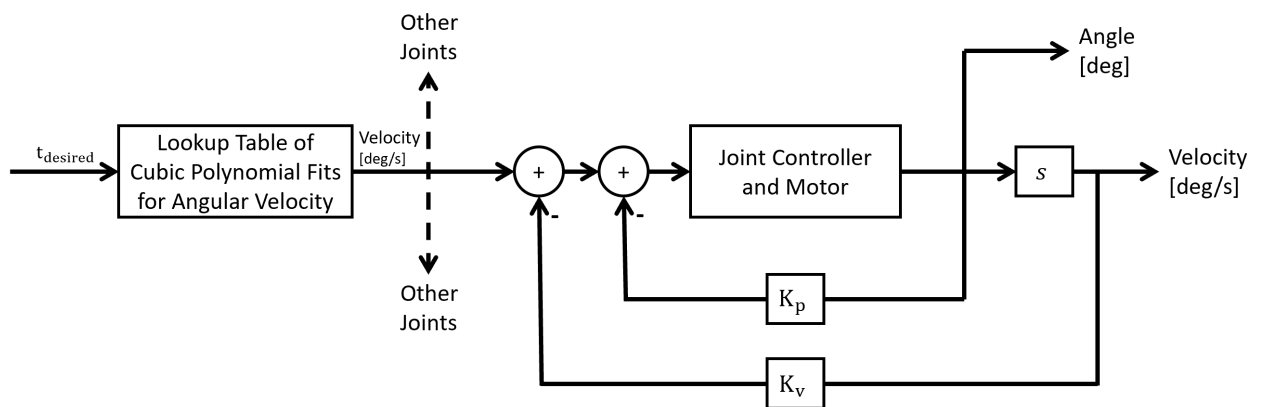 Other
Joints
Angle
[deg]
t_desired
Lookup Table of
Cubic Polynomial Fits
for Angular Velocity
Velocity
[deg/s]
+
-
+
-
Joint Controller
and Motor
s
Velocity
[deg/s]
Other
Joints
K_p
K_v